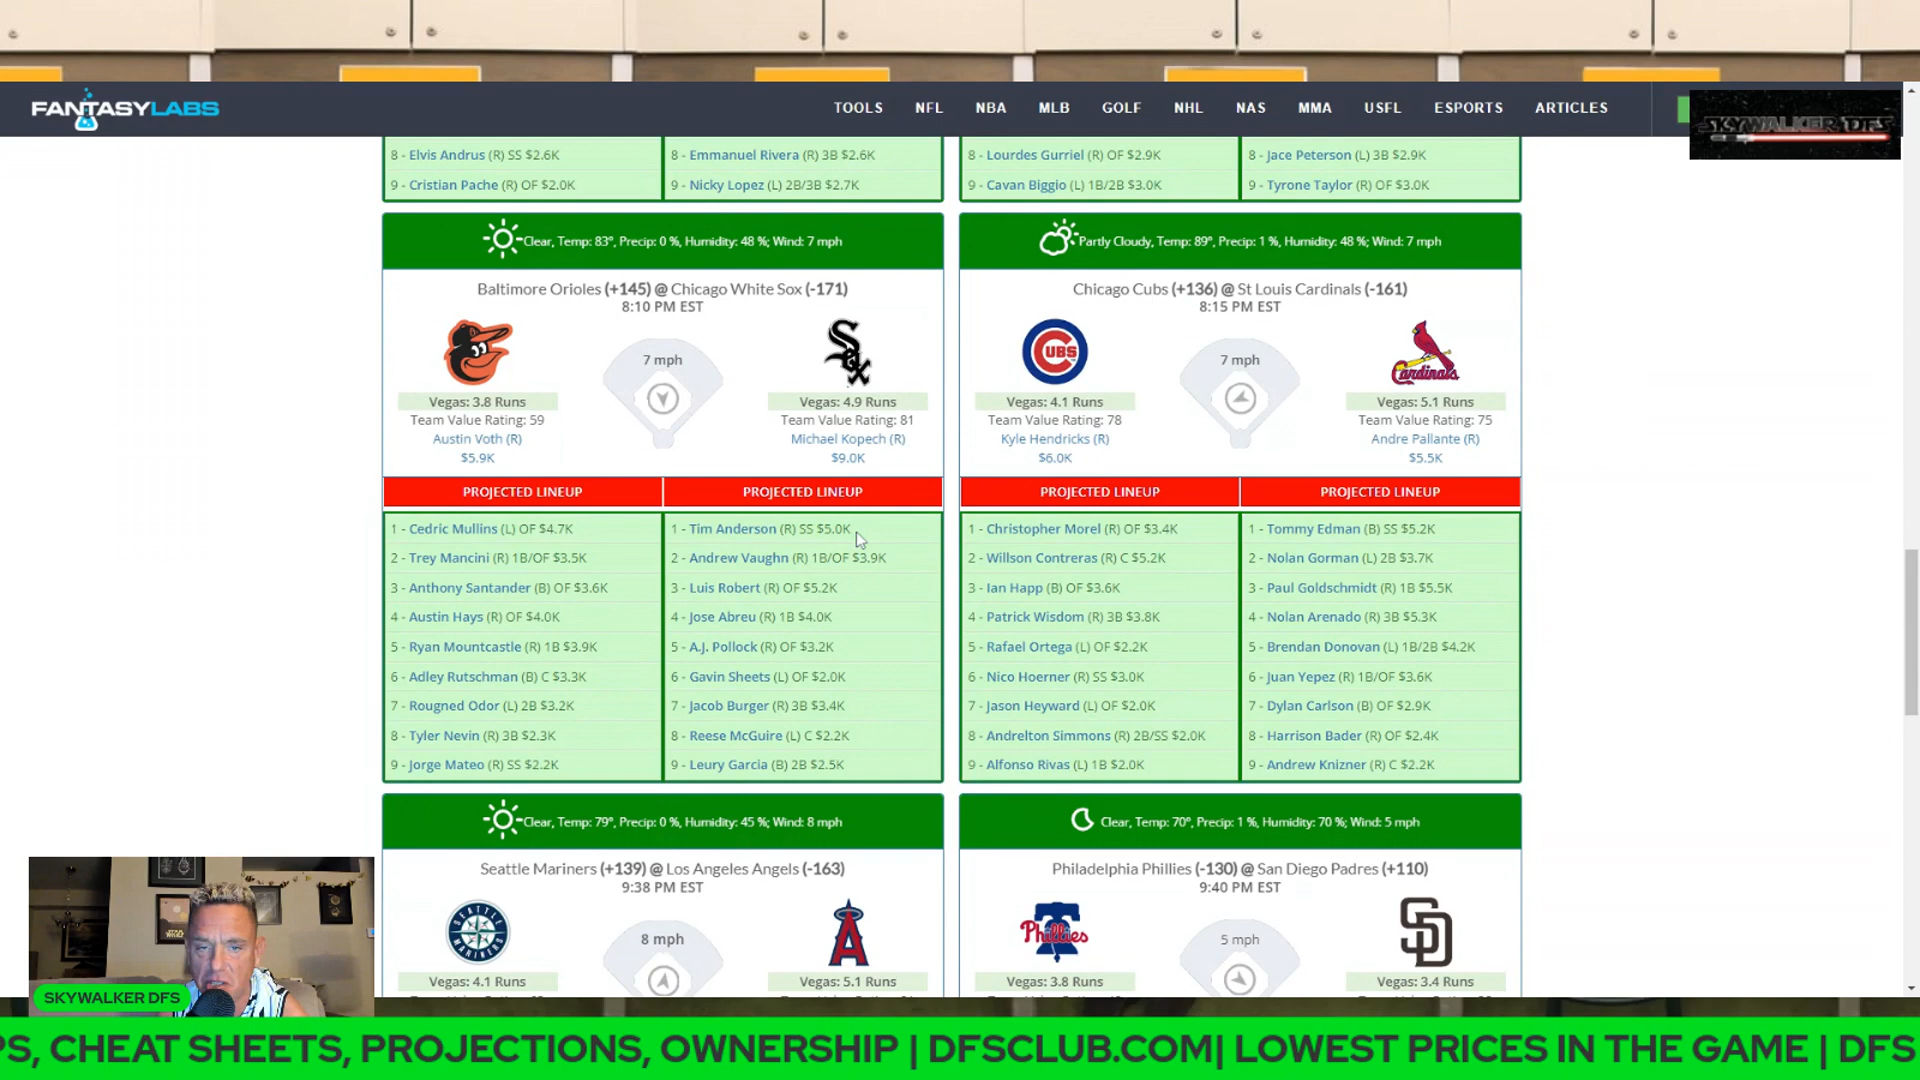 FANTASYLABS
TOOLS NFL NBA MLB GOLF NHL NAS MMA USFL ESPORTS ARTICLES
SKYWALKER DFS
8 - Elvis Andrus (R) SS $2.6K
9 - Cristian Pache (R) OF $2.0K
8 - Emmanuel Rivera (R) 3B $2.6K
9 - Nicky Lopez (L) 2B/3B $2.7K
8 - Lourdes Gurriel (R) OF $2.9K
9 - Cavan Biggio (L) 1B/2B $3.0K
8 - Jace Peterson (L) 3B $2.9K
9 - Tyrone Taylor (R) OF $3.0K
Clear, Temp: 83°, Precip: 0 %, Humidity: 48 %; Wind: 7 mph
Baltimore Orioles (+145) @ Chicago White Sox (-171)
8:10 PM EST
7 mph
Sox
Vegas: 3.8 Runs
Team Value Rating: 59
Austin Voth (R)
$5.9K
Vegas: 4.9 Runs
Team Value Rating: 81
Michael Kopech (R)
$9.0K
PROJECTED LINEUP
1 - Cedric Mullins (L) OF $4.7K
2 - Trey Mancini (R) 1B/OF $3.5K
3 - Anthony Santander (B) OF $3.6K
4 - Austin Hays (R) OF $4.0K
5 - Ryan Mountcastle (R) 1B $3.9K
6 - Adley Rutschman (B) C $3.3K
7 - Rougned Odor (L) 2B $3.2K
8 - Tyler Nevin (R) 3B $2.3K
9 - Jorge Mateo (R) SS $2.2K
PROJECTED LINEUP
1 - Tim Anderson (R) SS $5.0K
2 - Andrew Vaughn (R) 1B/OF $3.9K
3 - Luis Robert (R) OF $5.2K
4 - Jose Abreu (R) 1B $4.0K
5 - A.J. Pollock (R) OF $3.2K
6 - Gavin Sheets (L) OF $2.0K
7 - Jacob Burger (R) 3B $3.4K
8 - Reese McGuire (L) C $2.2K
9 - Leury Garcia (B) 2B $2.5K
Partly Cloudy, Temp: 89°, Precip: 1 %, Humidity: 48 %; Wind: 7 mph
Chicago Cubs (+136) @ St Louis Cardinals (-161)
8:15 PM EST
CUBS
7 mph
Cardinals
Vegas: 4.1 Runs
Team Value Rating: 78
Kyle Hendricks (R)
$6.0K
Vegas: 5.1 Runs
Team Value Rating: 75
Andre Pallante (R)
$5.5K
PROJECTED LINEUP
1 - Christopher Morel (R) OF $3.4K
2 - Willson Contreras (R) C $5.2K
3 - Ian Happ (B) OF $3.6K
4 - Patrick Wisdom (R) 3B $3.8K
5 - Rafael Ortega (L) OF $2.2K
6 - Nico Hoerner (R) SS $3.0K
7 - Jason Heyward (L) OF $2.0K
8 - Andrelton Simmons (R) 2B/SS $2.0K
9 - Alfonso Rivas (L) 1B $2.0K
PROJECTED LINEUP
1 - Tommy Edman (B) SS $5.2K
2 - Nolan Gorman (L) 2B $3.7K
3 - Paul Goldschmidt (R) 1B $5.5K
4 - Nolan Arenado (R) 3B $5.3K
5 - Brendan Donovan (L) 1B/2B $4.2K
6 - Juan Yepez (R) 1B/OF $3.6K
7 - Dylan Carlson (B) OF $2.9K
8 - Harrison Bader (R) OF $2.4K
9 - Andrew Knizner (R) C $2.2K
Clear, Temp: 79°, Precip: 0 %, Humidity: 45 %; Wind: 8 mph
Seattle Mariners (+139) @ Los Angeles Angels (-163)
9:38 PM EST
8 mph
A
Vegas: 4.1 Runs
Vegas: 5.1 Runs
Clear, Temp: 70°, Precip: 1 %, Humidity: 70 %; Wind: 5 mph
Philadelphia Phillies (-130) @ San Diego Padres (+110)
9:40 PM EST
Phillies
5 mph
SD
Vegas: 3.8 Runs
Vegas: 3.4 Runs
SKYWALKER DFS
PS, CHEAT SHEETS, PROJECTIONS, OWNERSHIP | DFSCLUB.COM| LOWEST PRICES IN THE GAME | DFS